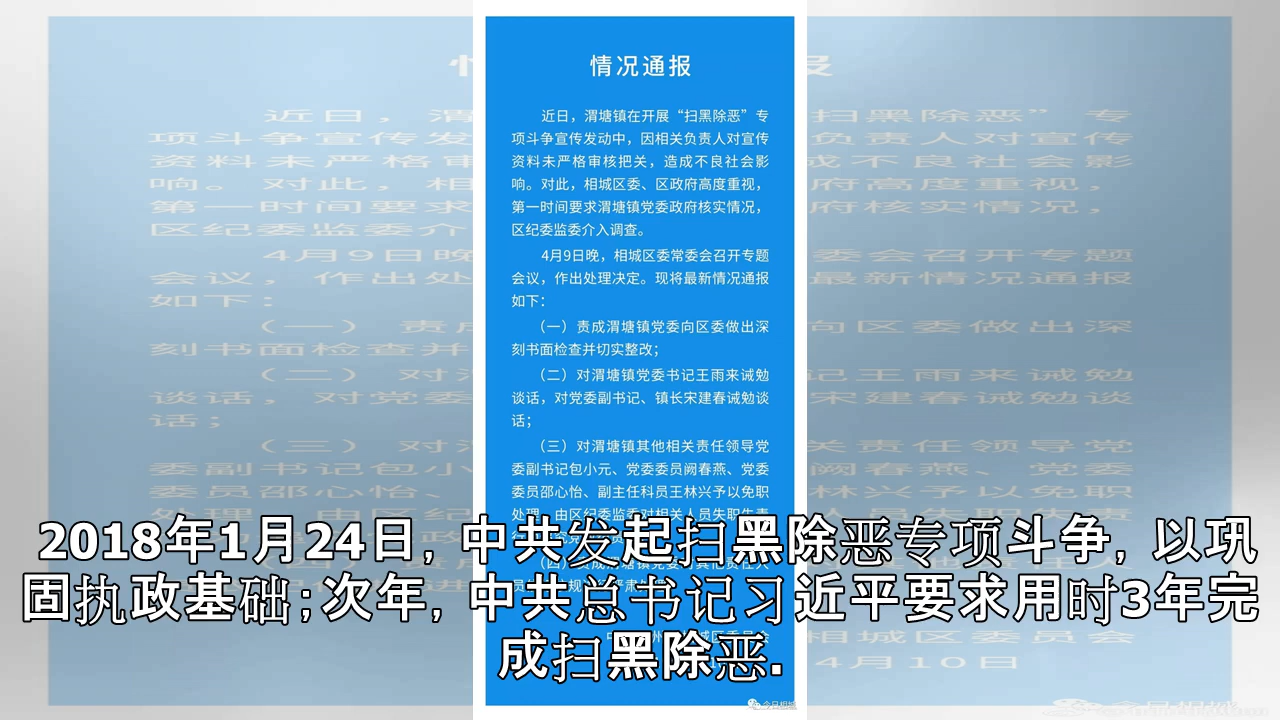 情况通报
近日，渭塘镇在开展“扫黑除恶”专
项斗争宣传发动中，因相关负责人对宣传
资料未严格审核把关，造成不良社会影
响。对此，相城区委、区政府高度重视，
第一时间要求渭塘镇党委政府核实情况，
区纪委监委介入调查。
4月9日晚，相城区委常委会召开专题
会议，作出处理决定。现将最新情况通报
如下：
（一）责成渭塘镇党委向区委做出深
刻书面检查并切实整改；
（二）对渭塘镇党委书记王雨来诫勉
谈话，对党委副书记、镇长宋建春诫勉谈
话；
（三）对渭塘镇其他相关责任领导党
委副书记包小元、党委委员阙春燕、党委
委员邵心怡、副主任科员王林兴予以免职
处理，由区纪委监委对相关人员失职失责
2018年1月24日，中共发起扫黑除恶专项斗争，以巩
固执政基础；次年，中共总书记习近平要求用时3年完
成扫黑除恶.
今日相城